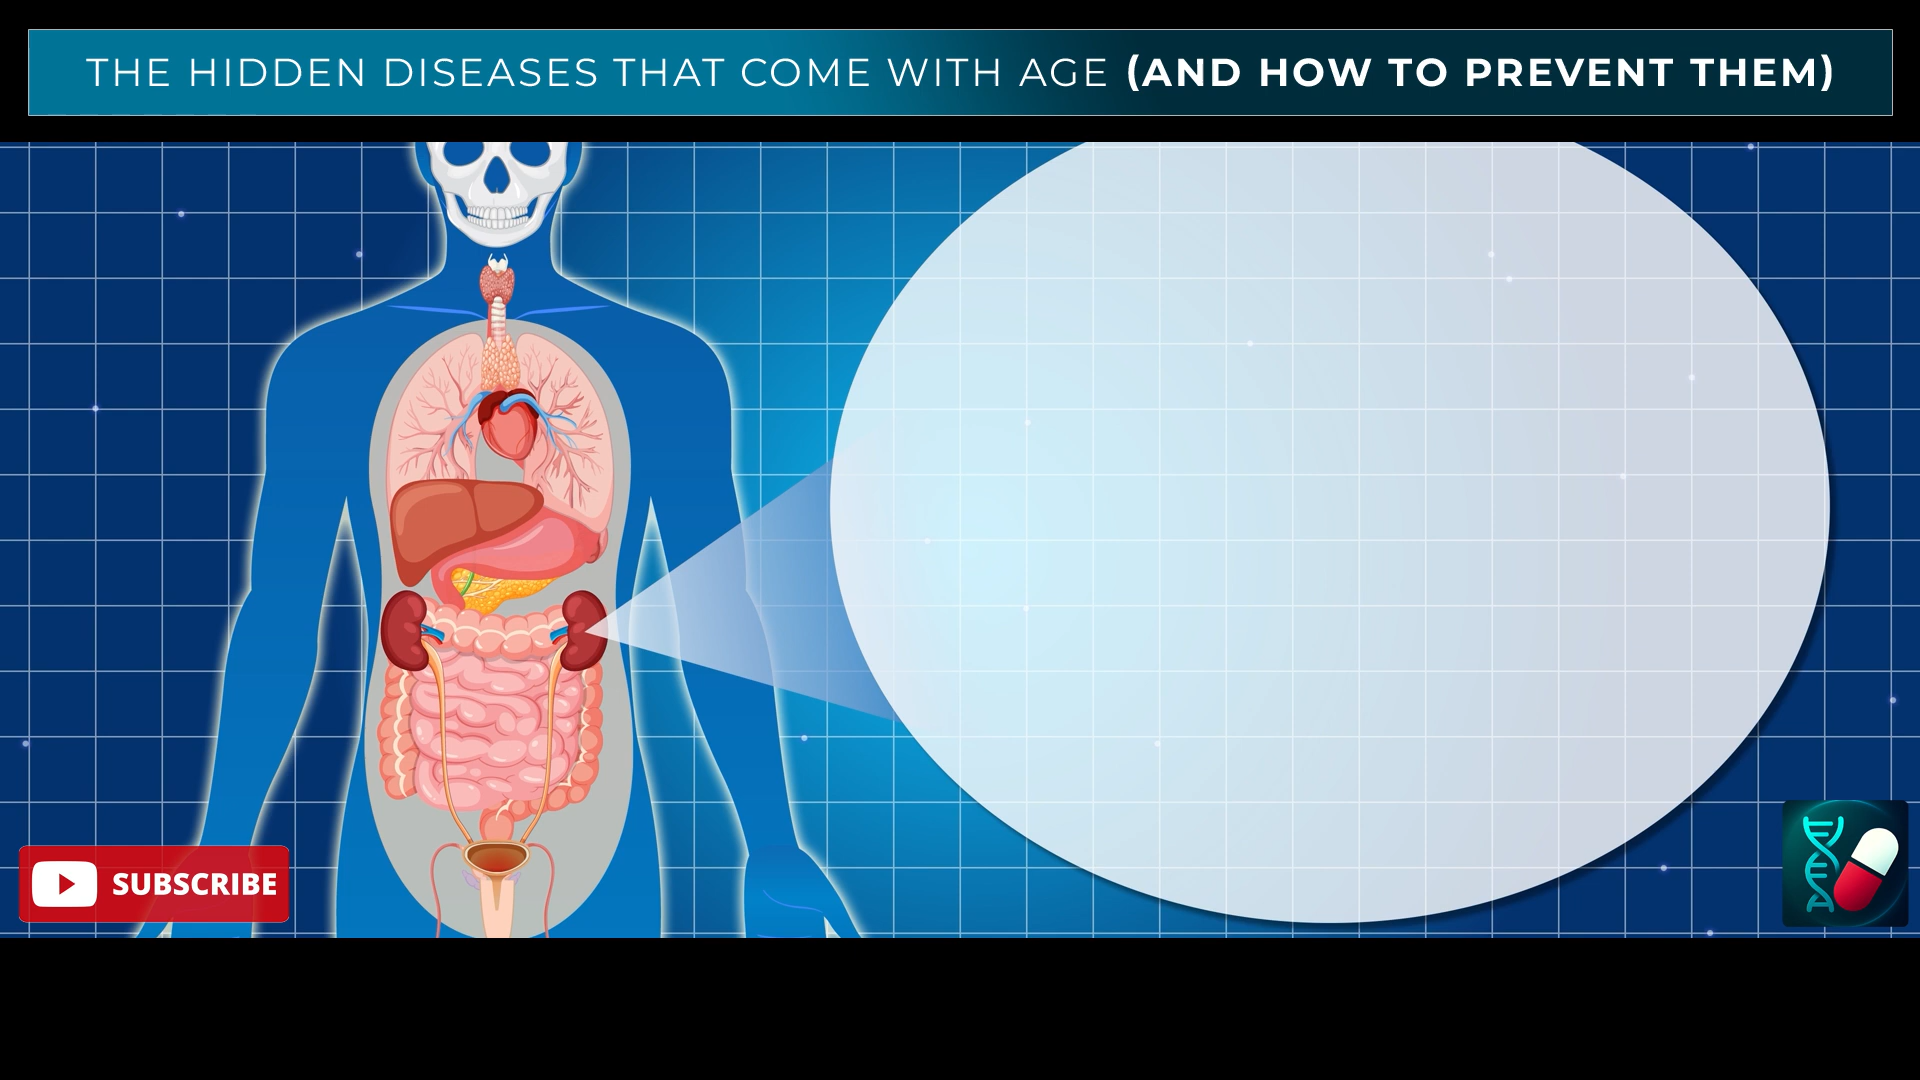 THE HIDDEN DISEASES THAT COME WITH AGE (AND HOW TO PREVENT THEM)
SUBSCRIBE